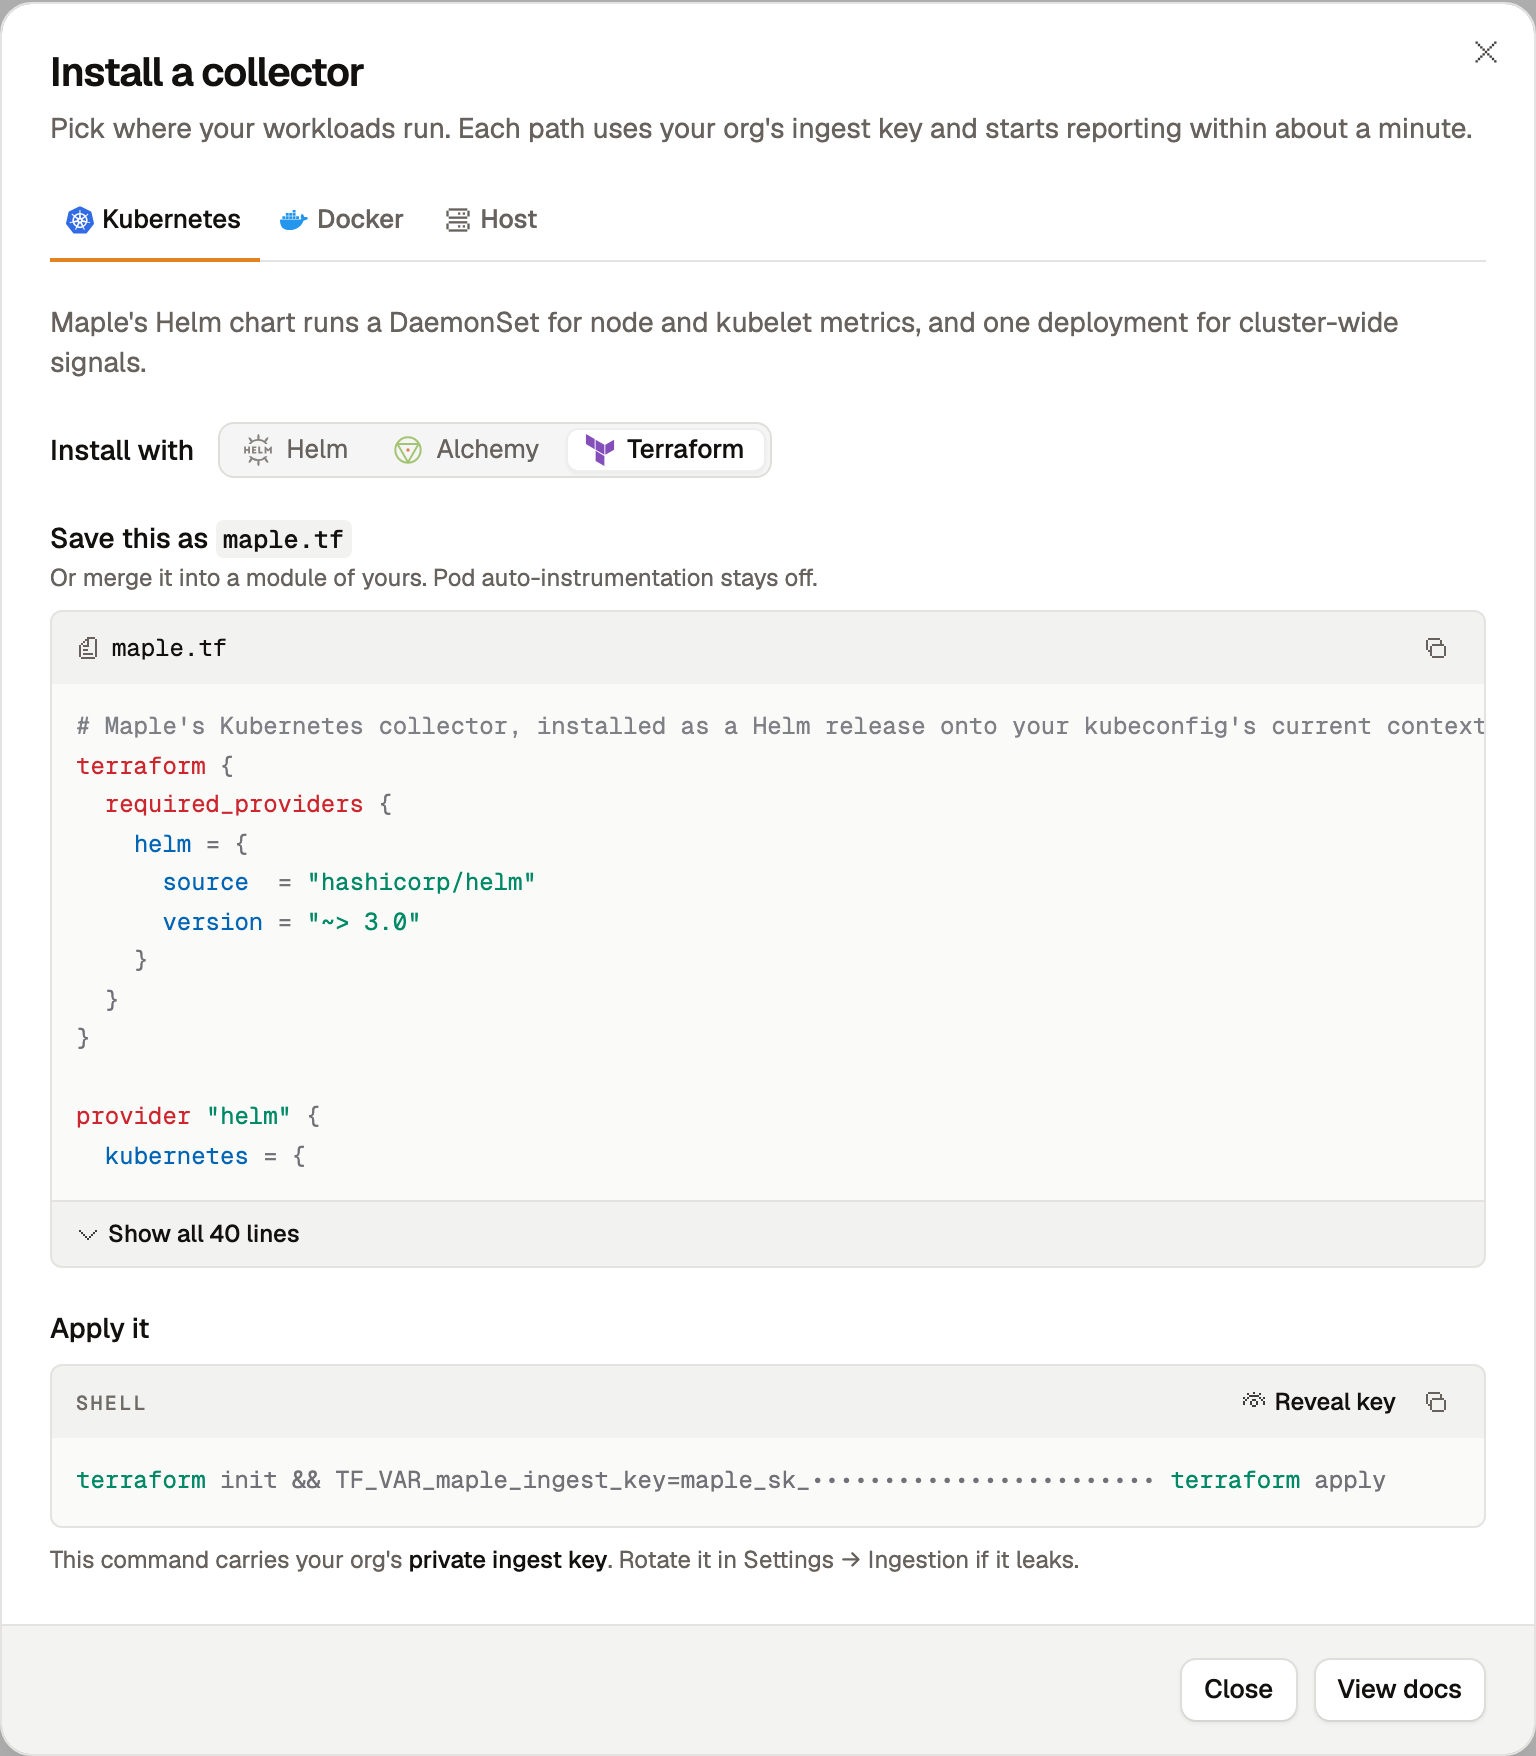 Install a collector
Pick where your workloads run. Each path uses your org's ingest key and starts reporting within about a minute.
Kubernetes Docker Host
Maple's Helm chart runs a DaemonSet for node and kubelet metrics, and one deployment for cluster-wide
signals.
Install with HELM Helm Alchemy Terraform
Save this as maple.tf
Or merge it into a module of yours. Pod auto-instrumentation stays off.
maple.tf
# Maple's Kubernetes collector, installed as a Helm release onto your kubeconfig's current context
terraform {
  required_providers {
    helm = {
      source  = "hashicorp/helm"
      version = "~> 3.0"
    }
  }
}
provider "helm" {
  kubernetes = {
Show all 40 lines
Apply it
SHELL Reveal key
terraform init && TF_VAR_maple_ingest_key=maple_sk_•••••••••••••••••••••••• terraform apply
This command carries your org's private ingest key. Rotate it in Settings → Ingestion if it leaks.
Close View docs